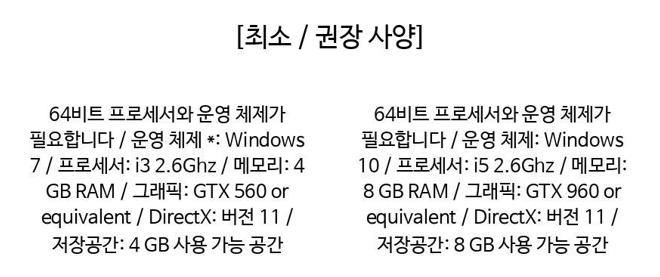 [최소 / 권장 사양]
64비트 프로세서와 운영 체제가
필요합니다 / 운영 체제 *: Windows
7 / 프로세서: i3 2.6Ghz / 메모리: 4
GB RAM / 그래픽: GTX 560 or
equivalent / DirectX: 버전 11 /
저장공간: 4 GB 사용 가능 공간
64비트 프로세서와 운영 체제가
필요합니다 / 운영 체제: Windows
10 / 프로세서: i5 2.6Ghz / 메모리:
8 GB RAM / 그래픽: GTX 960 or
equivalent / DirectX: 버전 11 /
저장공간: 8 GB 사용 가능 공간